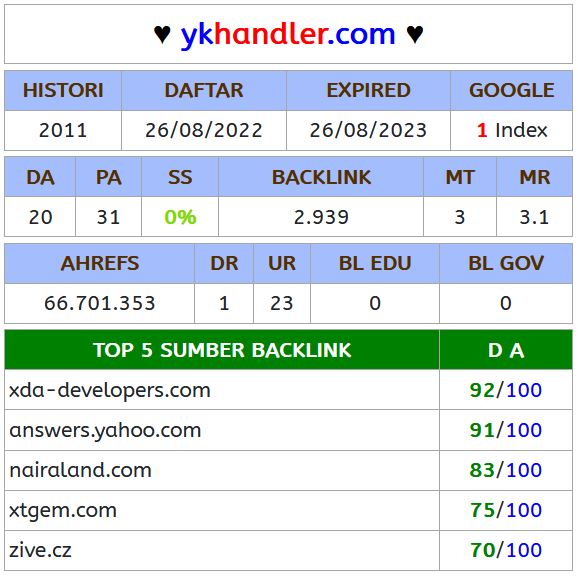 ♥ ykhandler.com ♥
HISTORI DAFTAR EXPIRED GOOGLE
2011 26/08/2022 26/08/2023 1 Index
DA PA SS BACKLINK MT MR
20 31 0% 2.939 3 3.1
AHREFS DR UR BL EDU BL GOV
66.701.353 1 23 0 0
TOP 5 SUMBER BACKLINK D A
xda-developers.com 92/100
answers.yahoo.com 91/100
nairaland.com 83/100
xtgem.com 75/100
zive.cz 70/100